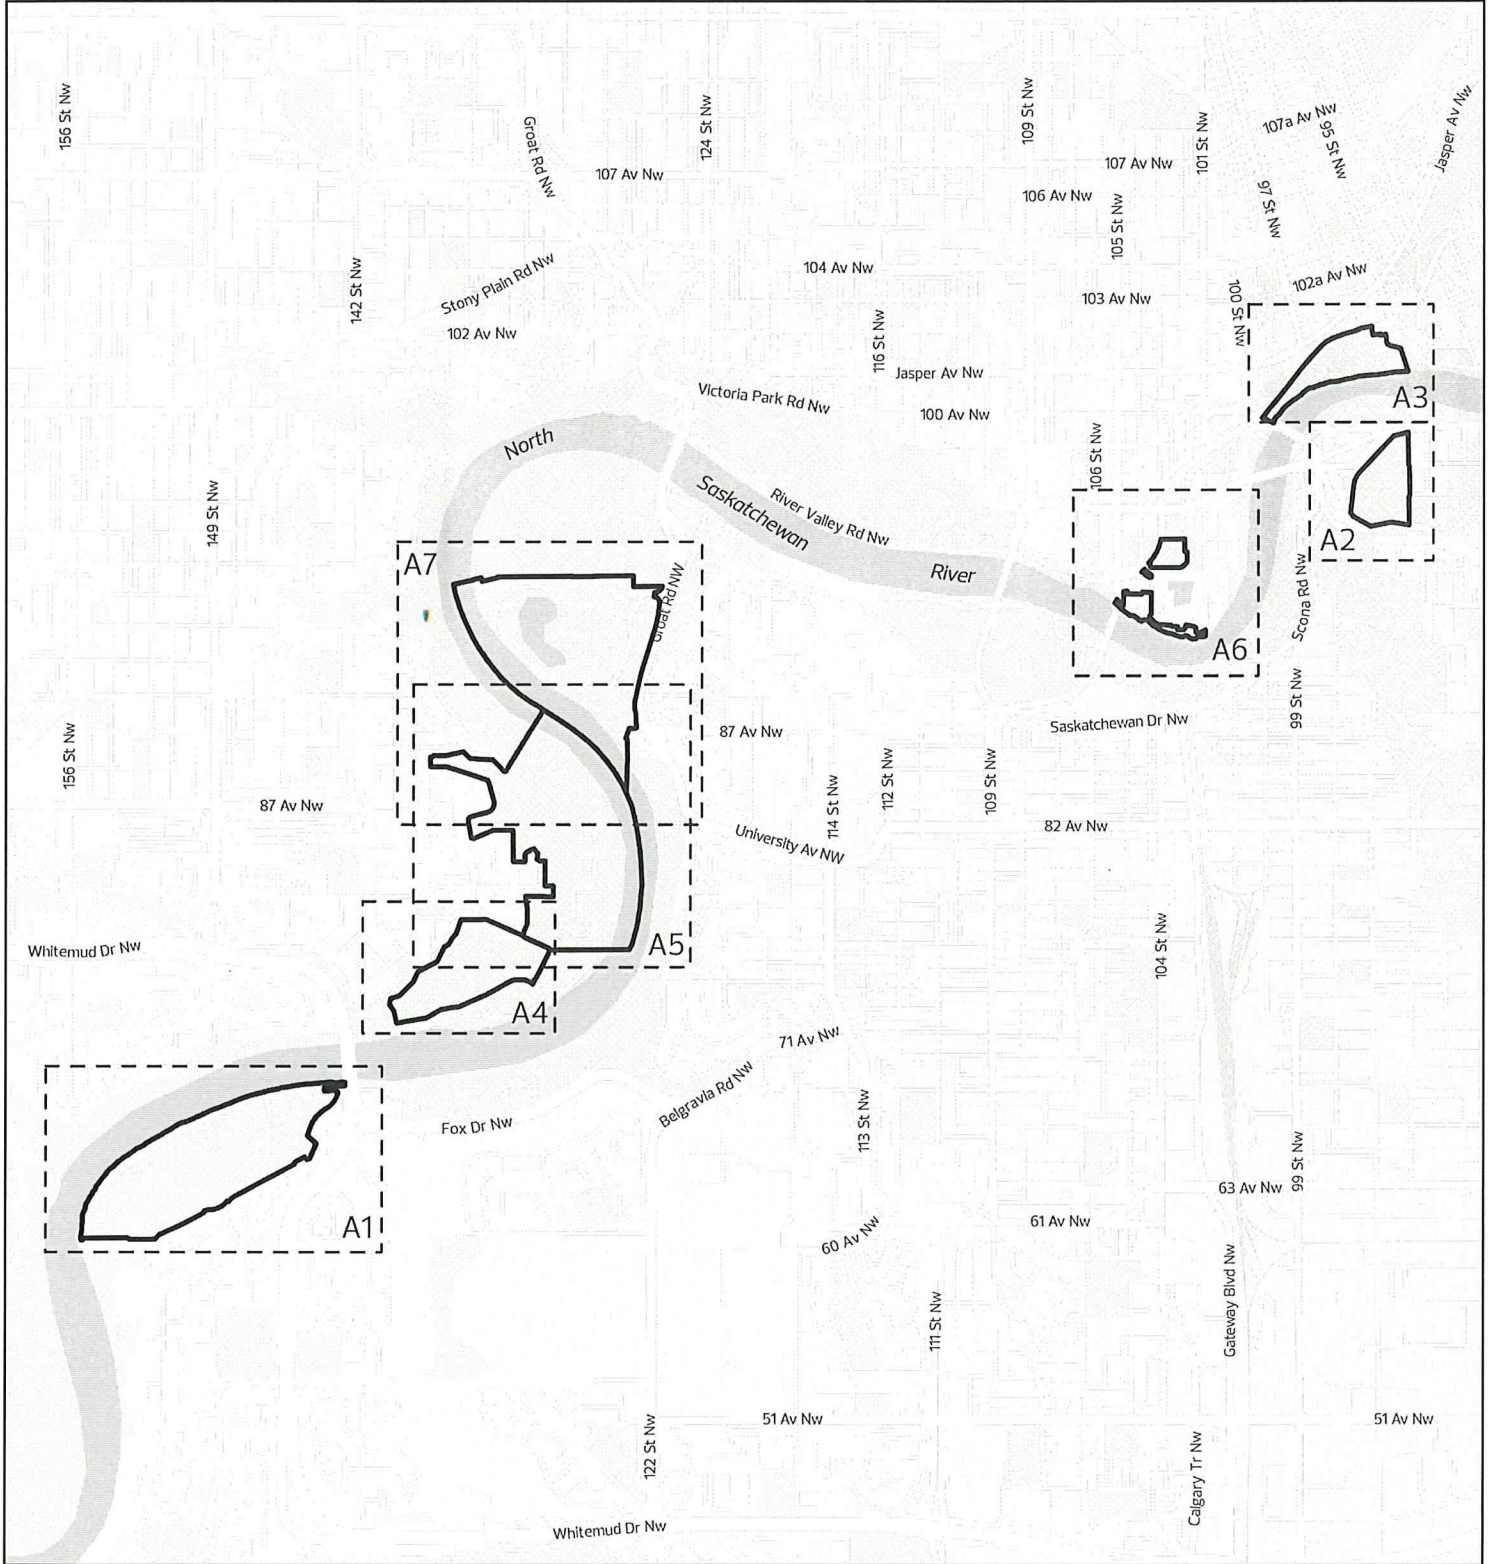 156 St Nw
Groat Rd NW
124 St Nw
109 St Nw
101 St Nw
107a Av Nw
95 St Nw
Jasper Av Nw
107 Av Nw
107 Av Nw
106 Av Nw
105 St Nw
97 St Nw
142 St Nw
Stony Plain Rd Nw
104 Av Nw
103 Av Nw
102a Av Nw
100 St Nw
102 Av Nw
116 St Nw
Jasper Av Nw
Victoria Park Rd Nw
100 Av Nw
A3
North
106 St Nw
149 St Nw
Saskatchewan
River Valley Rd Nw
A2
River
A7
Groat Rd NW
Scona Rd Nw
A6
99 St Nw
Saskatchewan Dr Nw
156 St Nw
87 Av Nw
87 Av Nw
114 St Nw
112 St Nw
109 St Nw
82 Av Nw
University Av NW
Whitemud Dr Nw
A5
104 St Nw
A4
71 Av Nw
Belgravia Rd Nw
Fox Dr Nw
113 St Nw
99 St Nw
63 Av Nw
A1
61 Av Nw
60 Av Nw
Gateway Blvd Nw
111 St Nw
51 Av Nw
51 Av Nw
122 St Nw
Calgary Tr Nw
Whitemud Dr Nw